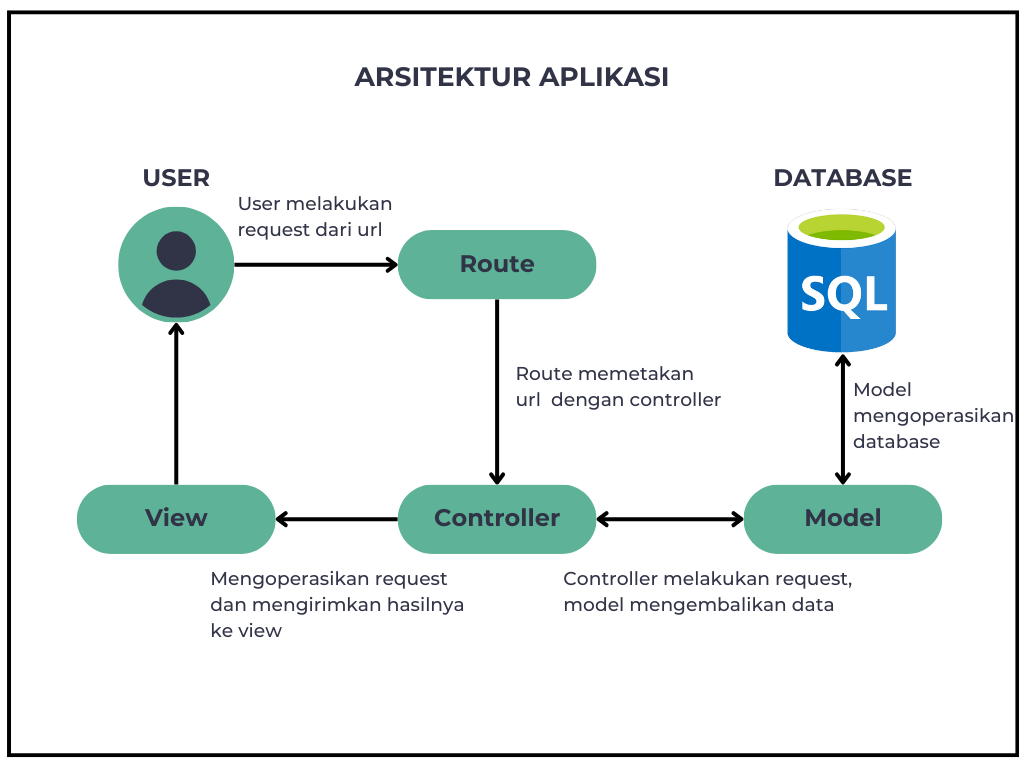 ARSITEKTUR APLIKASI
USER
DATABASE
User melakukan
request dari url
Route
SQL
Route memetakan
url  dengan controller
Model
mengoperasikan
database
View
Controller
Model
Mengoperasikan request
dan mengirimkan hasilnya
ke view
Controller melakukan request,
model mengembalikan data